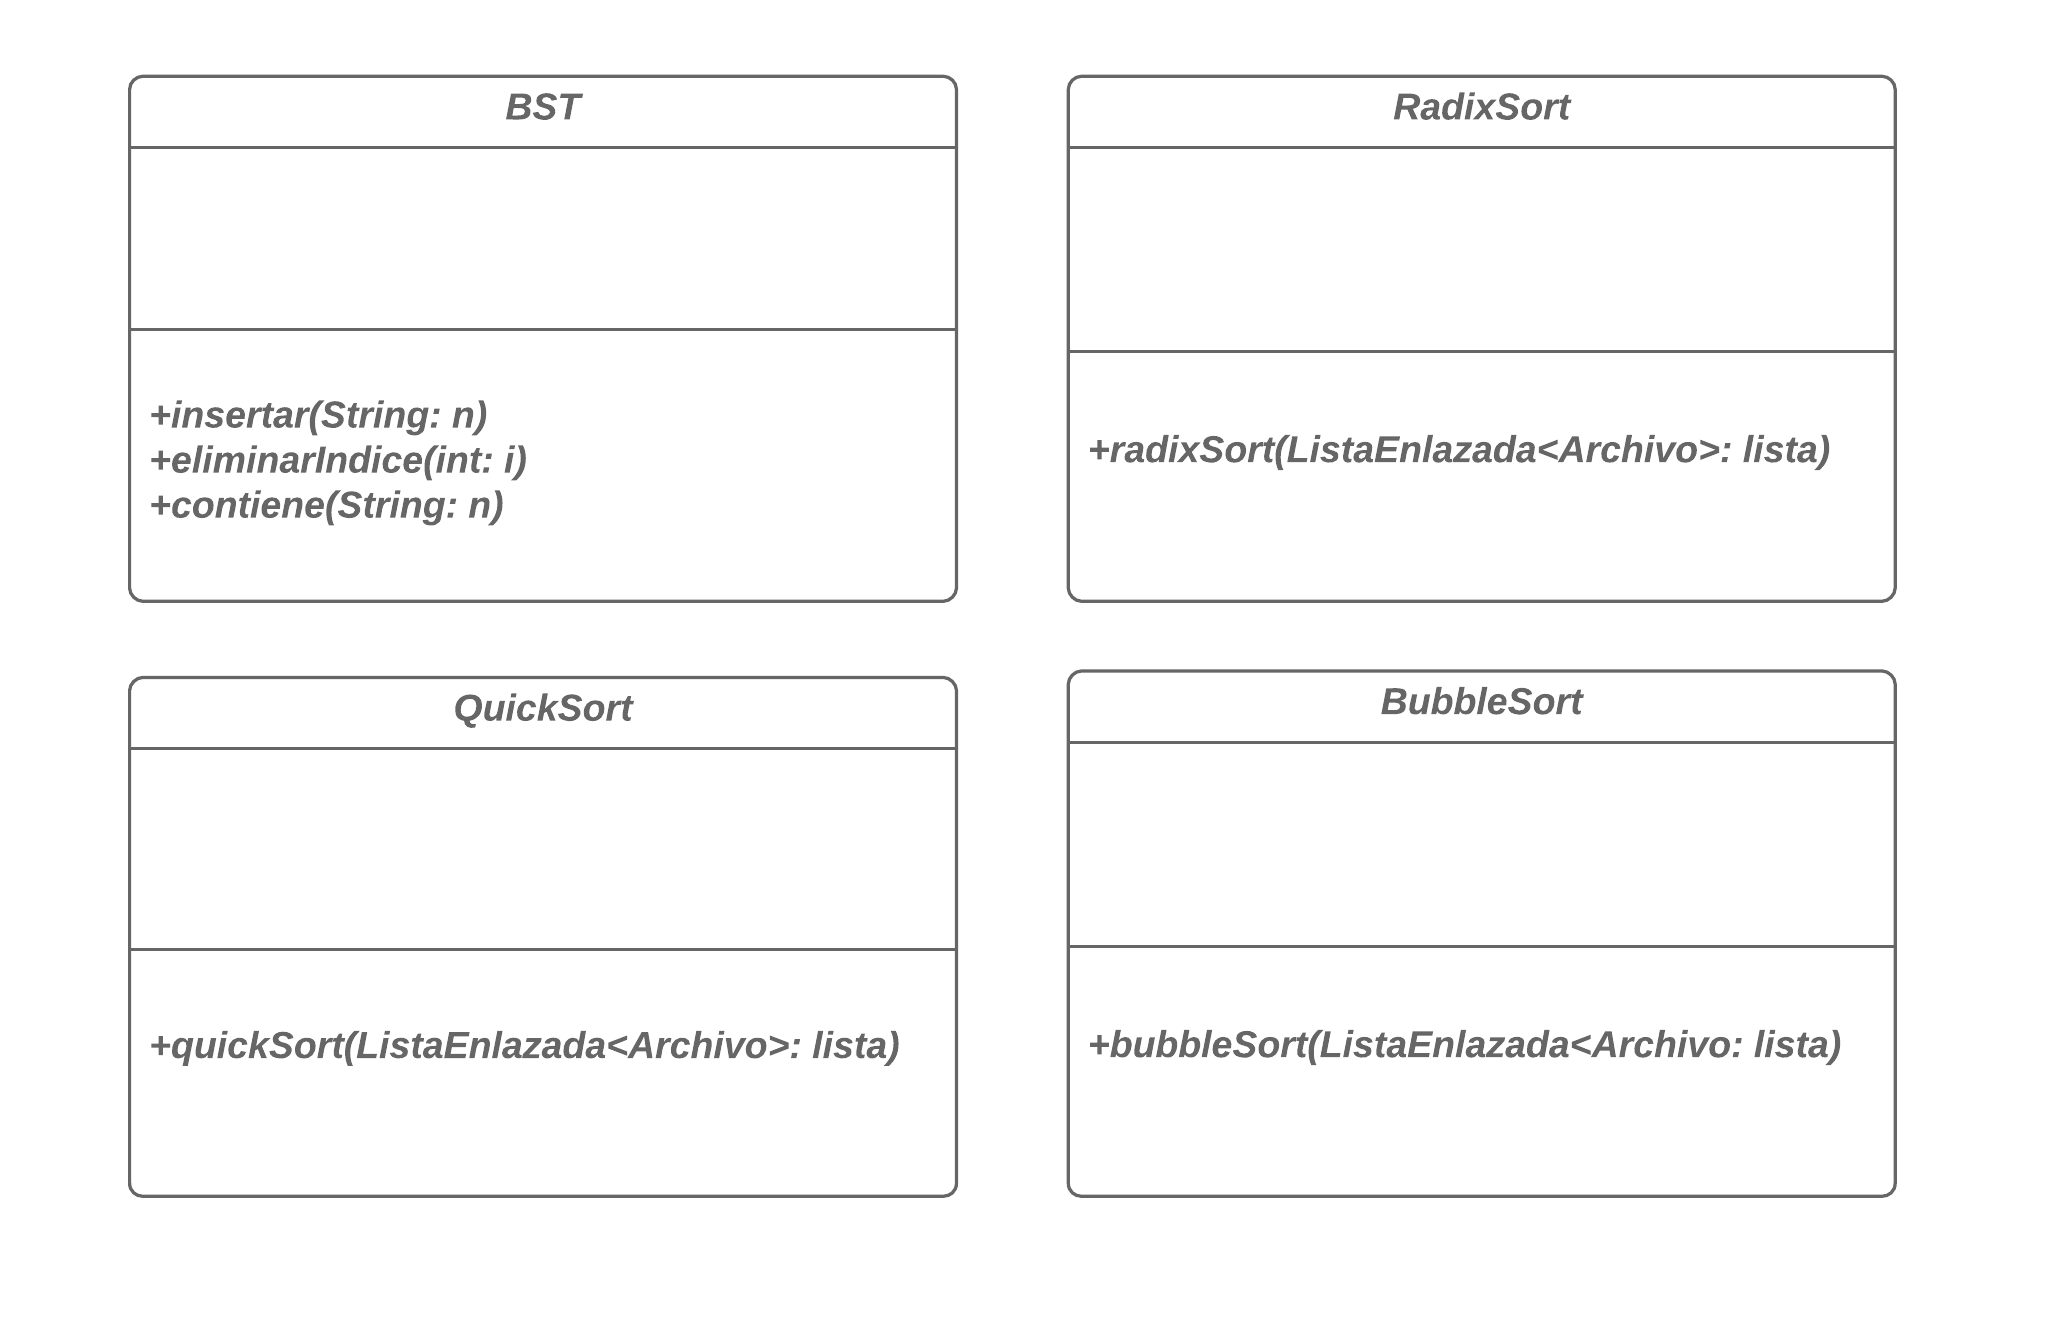 BST
+insertar(String: n)
+eliminarIndice(int: i)
+contiene(String: n)
RadixSort
+radixSort(ListaEnlazada<Archivo>: lista)
QuickSort
+quickSort(ListaEnlazada<Archivo>: lista)
BubbleSort
+bubbleSort(ListaEnlazada<Archivo: lista)